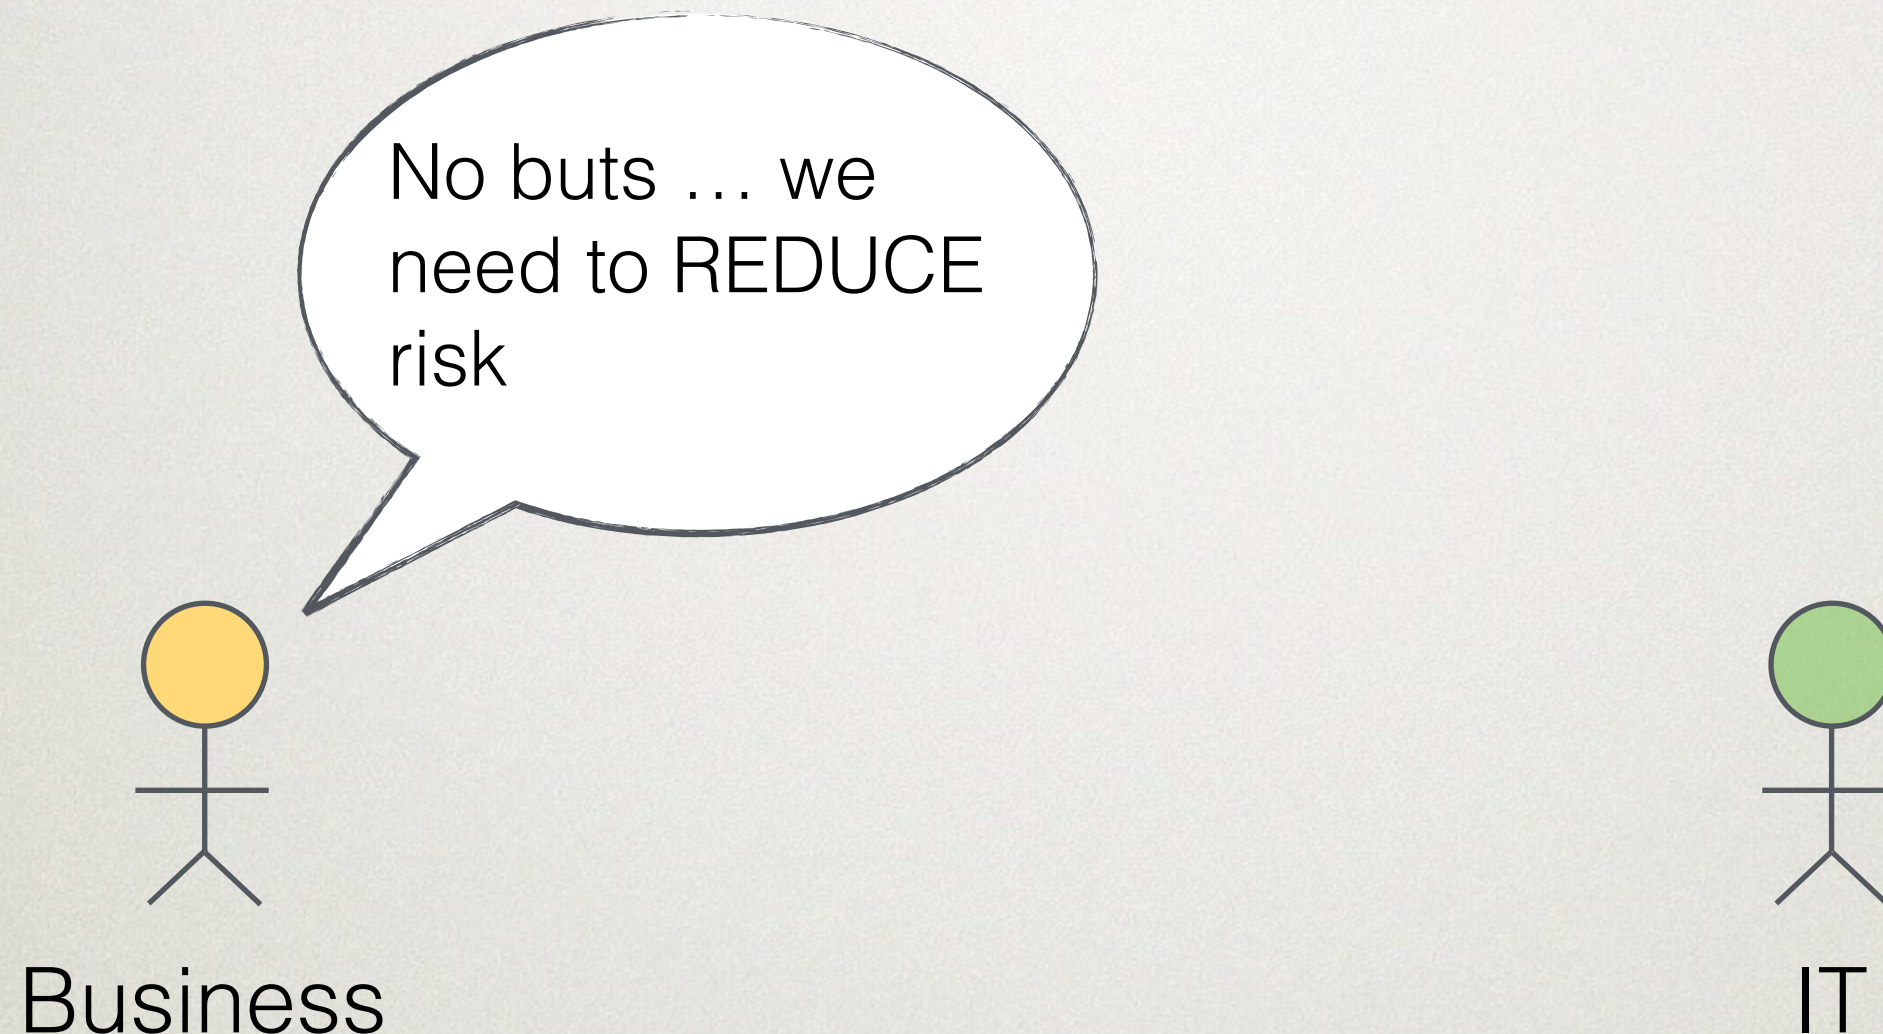 No buts … we
need to REDUCE
risk
Business
IT